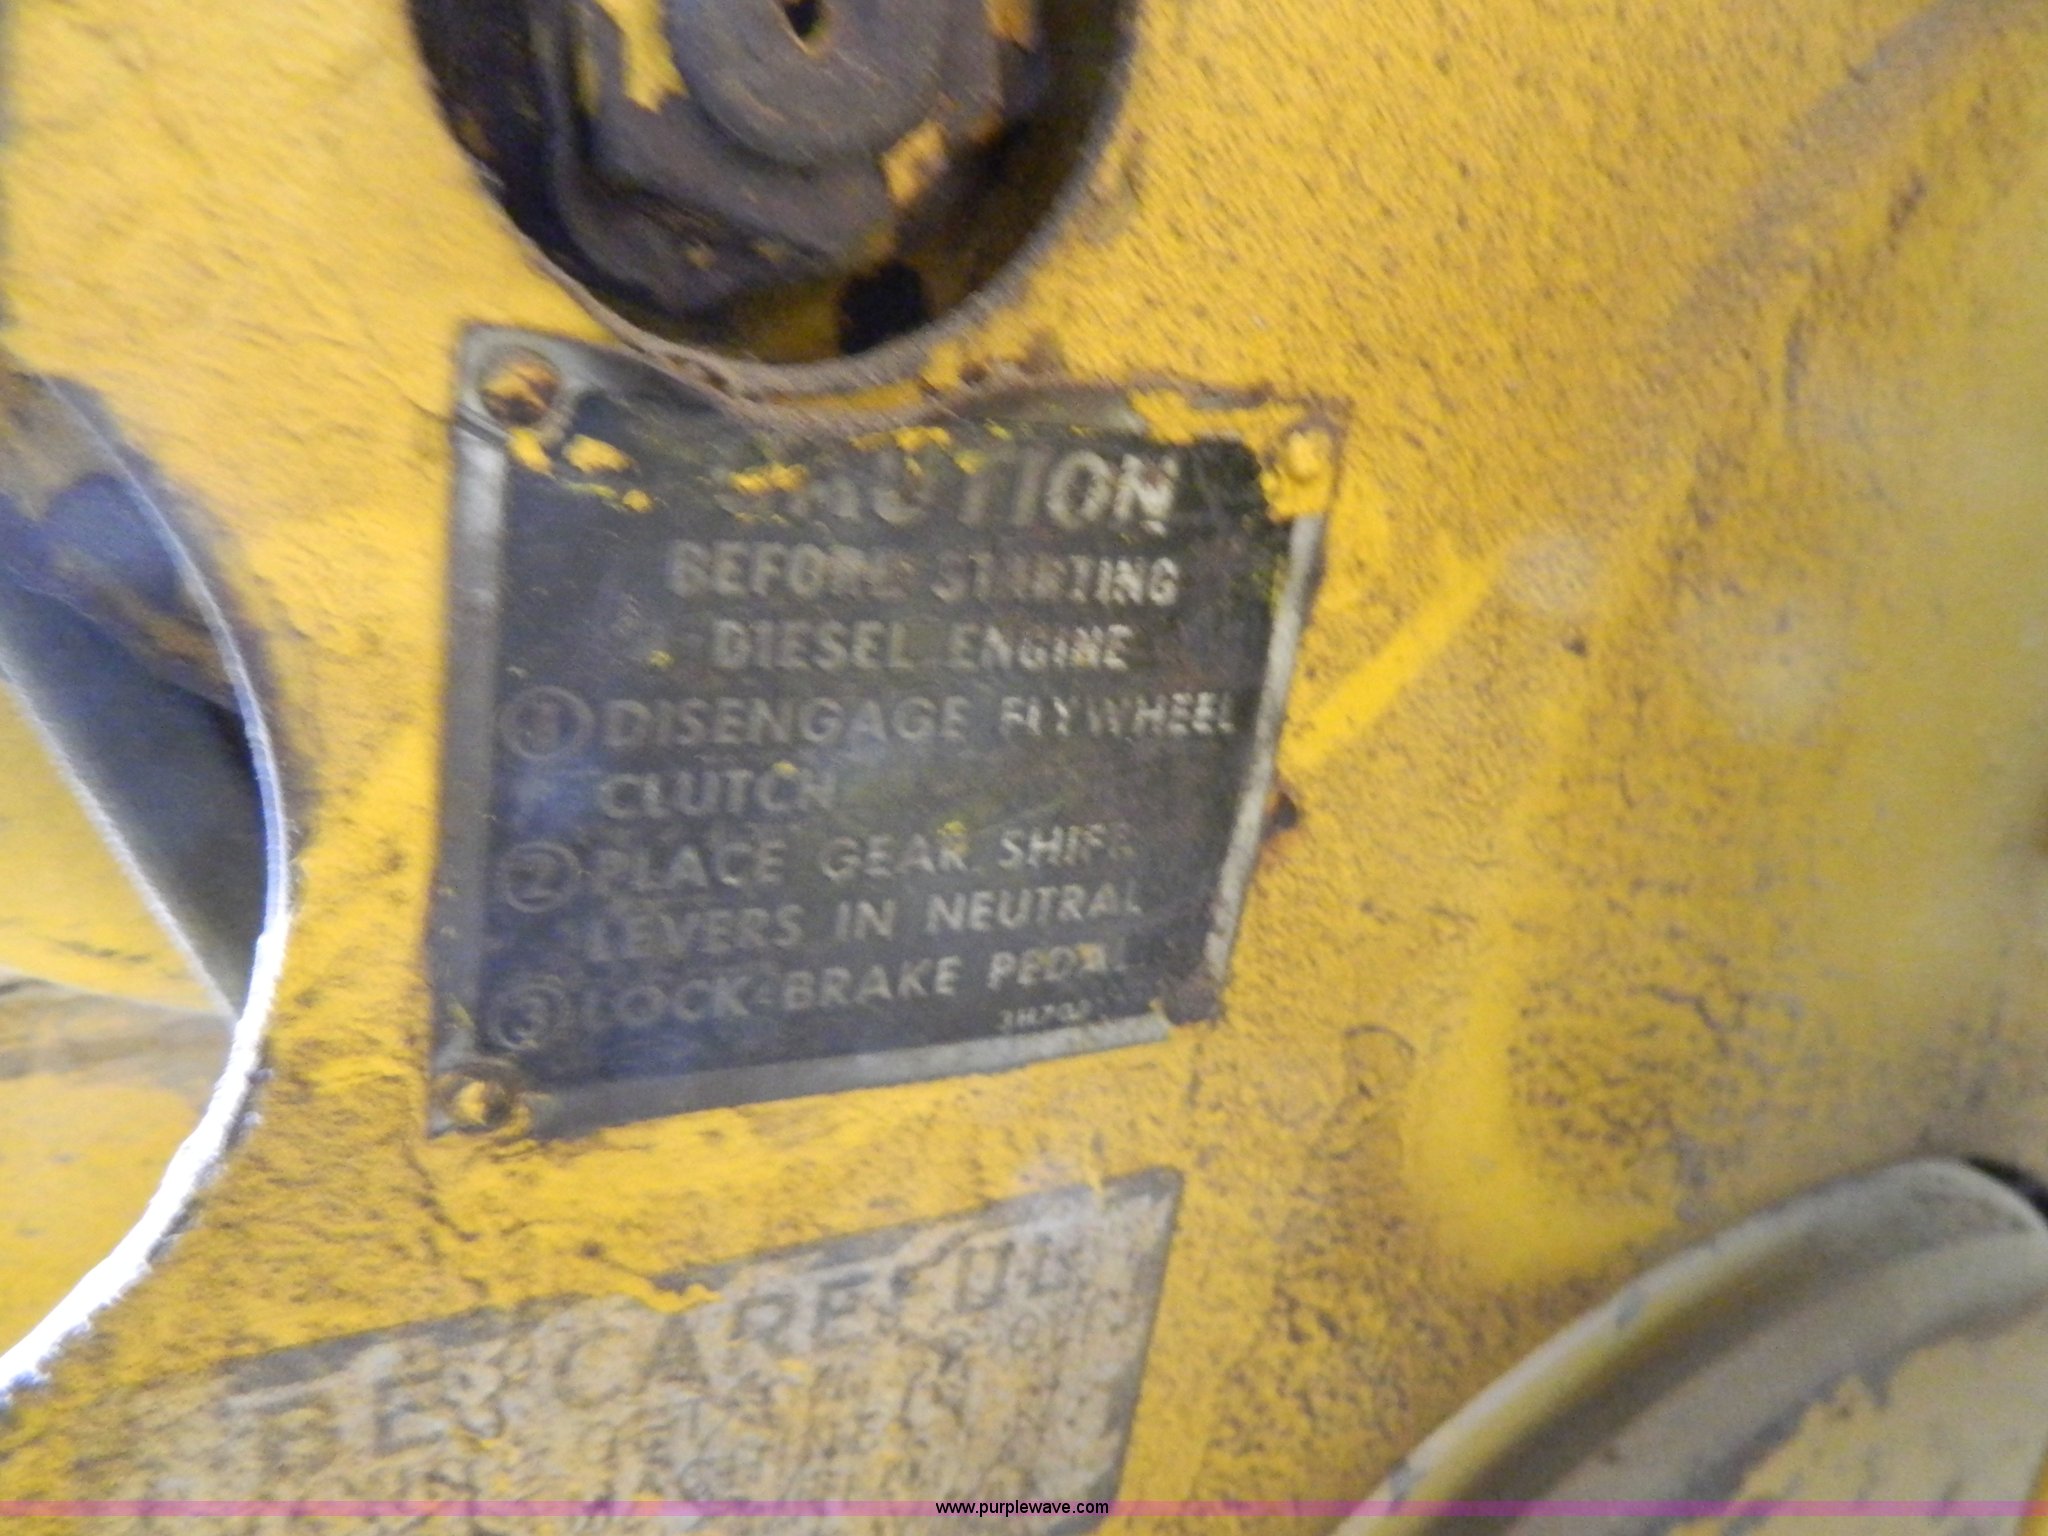 CAUTION
BEFORE STARTING
DIESEL ENGINE
1 DISENGAGE FLYWHEEL
CLUTCH
2 PLACE GEAR SHIFT
LEVERS IN NEUTRAL
3 LOCK BRAKE PEDAL
BE CAREFUL
www.purplewave.com